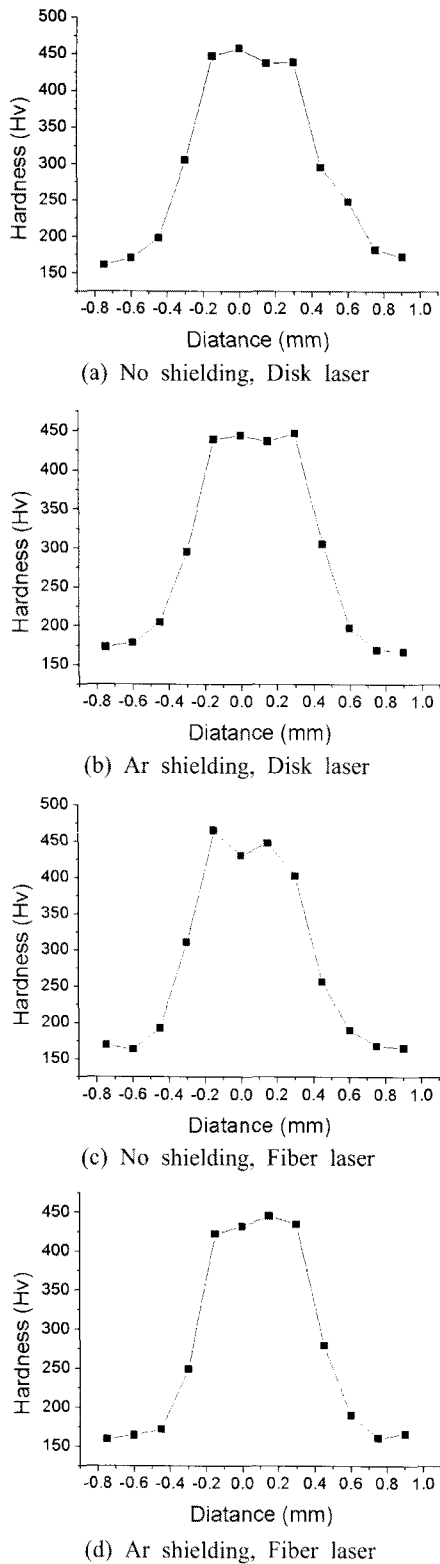 500
450
400
350
300
250
200
150
Hardness (Hv)
-0.8 -0.6 -0.4 -0.2 0.0 0.2 0.4 0.6 0.8 1.0
Diatance (mm)
(a) No shielding, Disk laser
450
400
350
300
250
200
150
Hardness (Hv)
-0.8 -0.6 -0.4 -0.2 0.0 0.2 0.4 0.6 0.8 1.0
Diatance (mm)
(b) Ar shielding, Disk laser
500
450
400
350
300
250
200
150
Hardness (Hv)
-0.8 -0.6 -0.4 -0.2 0.0 0.2 0.4 0.6 0.8 1.0
Diatance (mm)
(c) No shielding, Fiber laser
450
400
350
300
250
200
150
Hardness (Hv)
-0.8 -0.6 -0.4 -0.2 0.0 0.2 0.4 0.6 0.8 1.0
Diatance (mm)
(d) Ar shielding, Fiber laser